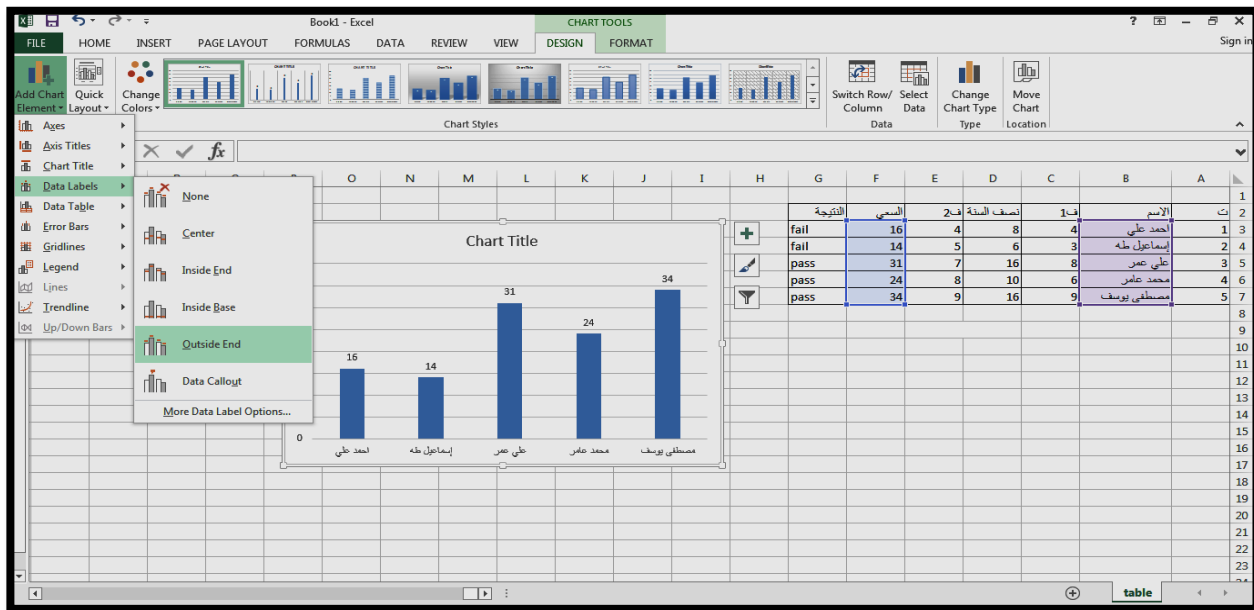 Book1 - Excel
CHART TOOLS
FILE HOME INSERT PAGE LAYOUT FORMULAS DATA REVIEW VIEW DESIGN FORMAT
Sign in
Add Chart Element
Quick Layout
Change Colors
Chart Styles
Switch Row/ Column
Select Data
Data
Change Chart Type
Type
Move Chart
Location
Axes
Axis Titles
Chart Title
Data Labels
Data Table
Error Bars
Gridlines
Legend
Lines
Trendline
Up/Down Bars
None
Center
Inside End
Inside Base
Outside End
Data Callout
More Data Label Options...
fx
O N M L K J I H G F E D C B A
1
2 ت الاسم ف1 نصف السنة ف2 السعي النتيجة
3 1 احمد علي 4 8 4 16 fail
4 2 إسماعيل طه 3 6 5 14 fail
5 3 علي عمر 8 16 7 31 pass
6 4 محمد عامر 6 10 8 24 pass
7 5 مصطفى يوسف 9 16 9 34 pass
8
9
10
11
12
13
14
15
16
17
18
19
20
21
22
23
Chart Title
16
14
31
24
34
0
احمد علي
إسماعيل طه
علي عمر
محمد عامر
مصطفى يوسف
table